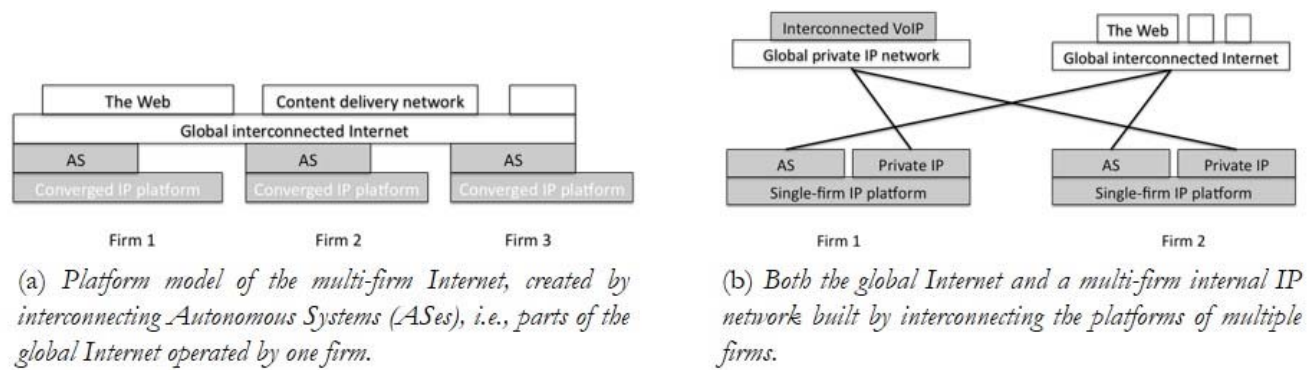 The Web
Content delivery network
Global interconnected Internet
AS
AS
AS
Converged IP platform
Converged IP platform
Converged IP platform
Firm 1
Firm 2
Firm 3
(a) Platform model of the multi-firm Internet, created by
interconnecting Autonomous Systems (ASes), i.e., parts of the
global Internet operated by one firm.
Interconnected VoIP
Global private IP network
The Web
Global interconnected Internet
AS
Private IP
AS
Private IP
Single-firm IP platform
Single-firm IP platform
Firm 1
Firm 2
(b) Both the global Internet and a multi-firm internal IP
network built by interconnecting the platforms of multiple
firms.